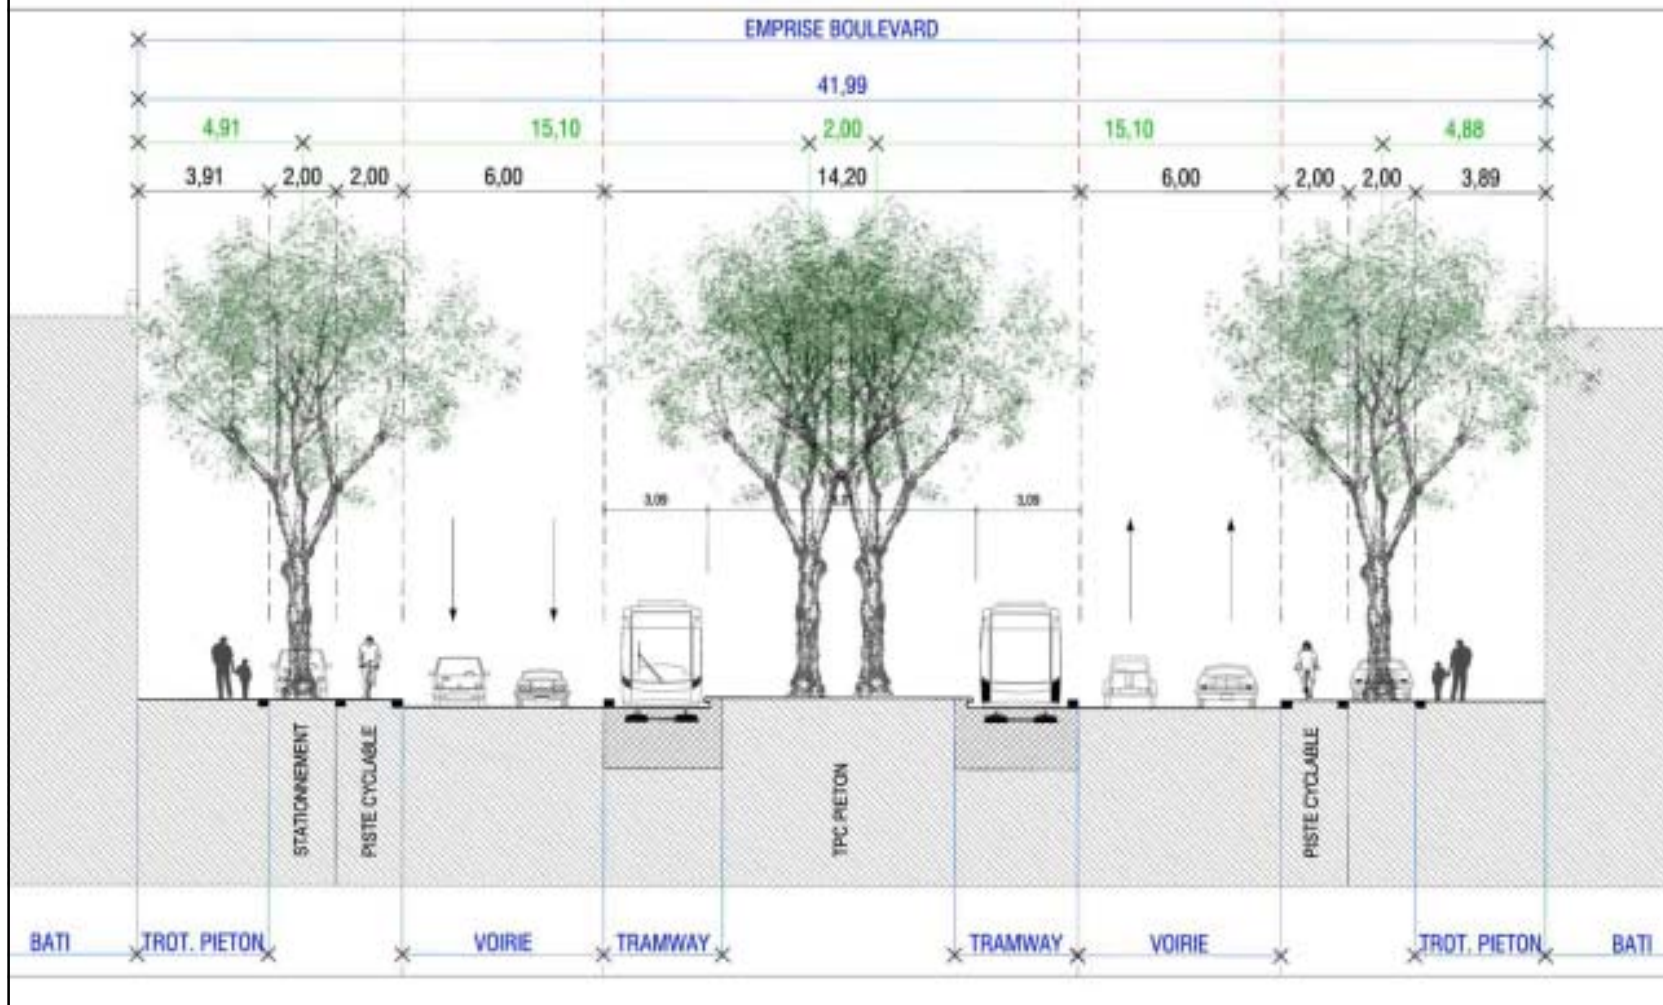 EMPRISE BOULEVARD
41,99
4,91 15,10 2,00 15,10 4,88
3,91 2,00 2,00 6,00 14,20 6,00 2,00 2,00 3,89
3,09 3,09
STATIONNEMENT
PISTE CYCLABLE
TPC PIETON
PISTE CYCLABLE
BATI TROT. PIETON VOIRIE TRAMWAY TRAMWAY VOIRIE TROT. PIETON BATI